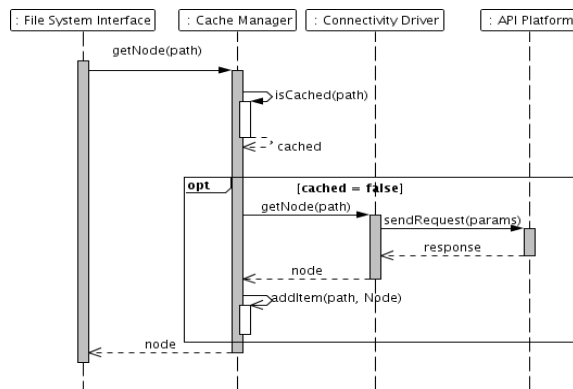 : File System Interface
: Cache Manager
: Connectivity Driver
: API Platform
getNode(path)
isCached(path)
cached
opt
[cached = false]
getNode(path)
sendRequest(params)
response
node
addItem(path, Node)
node